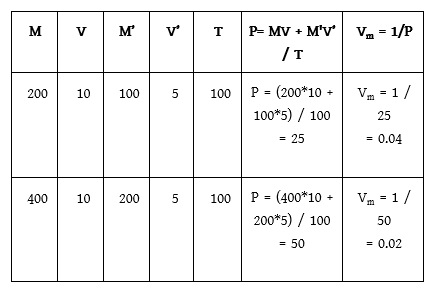 M V M' V' T P= MV + M'V' / T Vm = 1/P
200 10 100 5 100 P = (200*10 + 100*5) / 100 = 25 Vm = 1 / 25 = 0.04
400 10 200 5 100 P = (400*10 + 200*5) / 100 = 50 Vm = 1 / 50 = 0.02